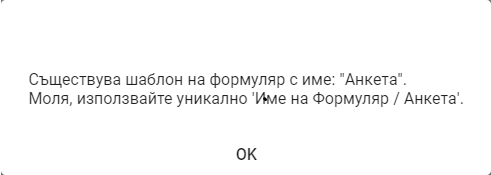 Съществува шаблон на формуляр с име: "Анкета".
Моля, използвайте уникално 'Име на Формуляр / Анкета'.
OK